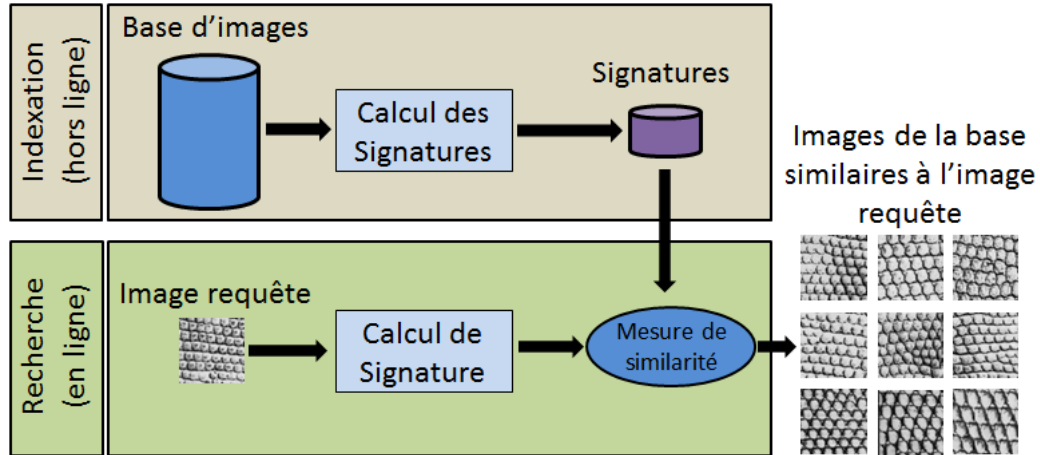 Indexation
(hors ligne)
Base d'images
Calcul des
Signatures
Signatures
Images de la base
similaires à l'image
requête
Recherche
(en ligne)
Image requête
Calcul de
Signature
Mesure de
similarité